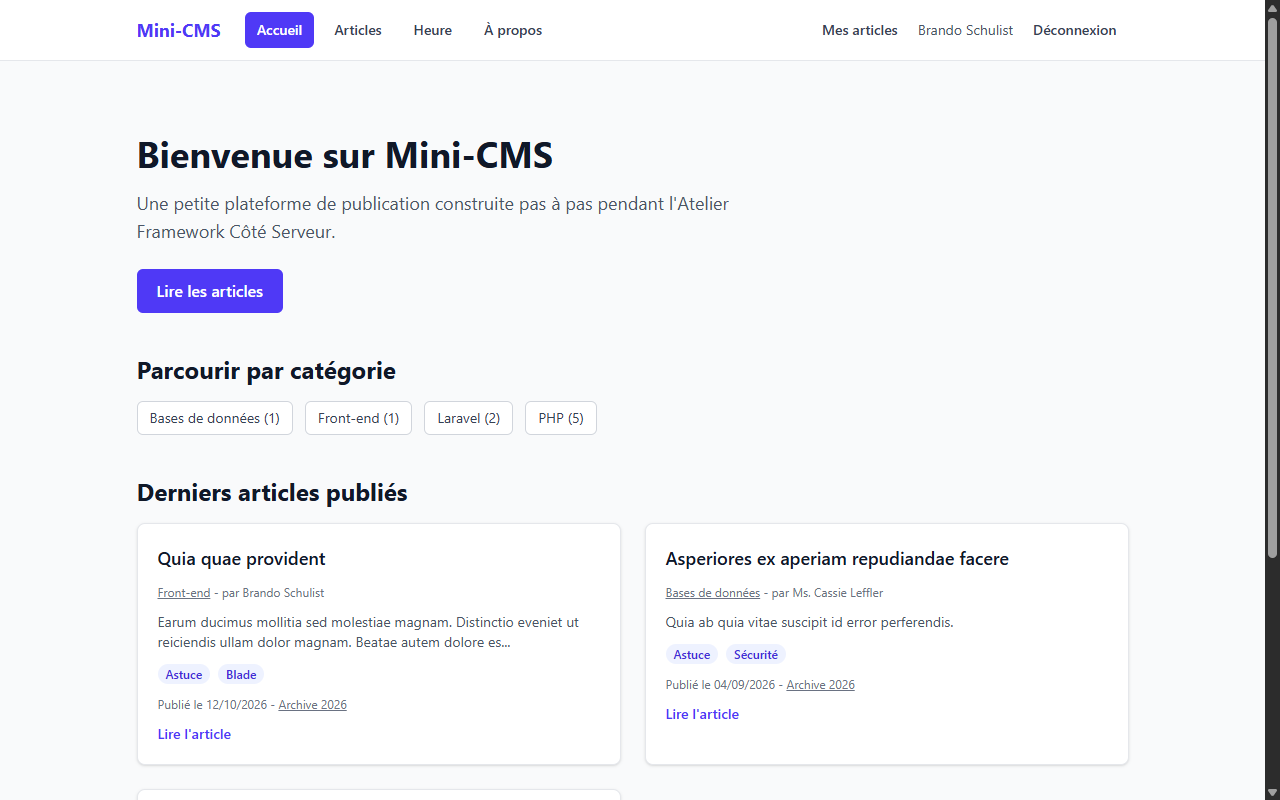 Mini-CMS Accueil Articles Heure À propos Mes articles Brando Schulist Déconnexion
Bienvenue sur Mini-CMS
Une petite plateforme de publication construite pas à pas pendant l'Atelier
Framework Côté Serveur.
Lire les articles
Parcourir par catégorie
Bases de données (1) Front-end (1) Laravel (2) PHP (5)
Derniers articles publiés
Quia quae provident
Front-end - par Brando Schulist
Earum ducimus mollitia sed molestiae magnam. Distinctio eveniet ut
reiciendis ullam dolor magnam. Beatae autem dolore es...
Astuce Blade
Publié le 12/10/2026 - Archive 2026
Lire l'article
Asperiores ex aperiam repudiandae facere
Bases de données - par Ms. Cassie Leffler
Quia ab quia vitae suscipit id error perferendis.
Astuce Sécurité
Publié le 04/09/2026 - Archive 2026
Lire l'article